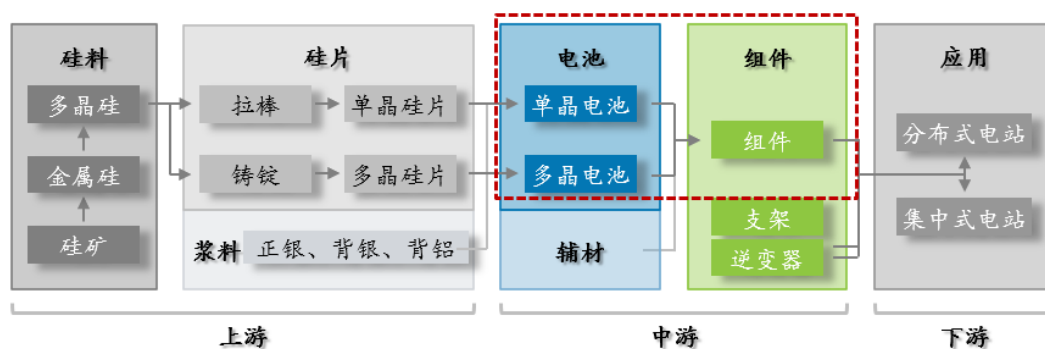 硅料
硅片
电池
组件
应用
多晶硅
拉棒
单晶硅片
单晶电池
组件
分布式电站
金属硅
铸锭
多晶硅片
多晶电池
硅矿
浆料
正银、背银、背铝
辅材
支架
逆变器
集中式电站
上游
中游
下游